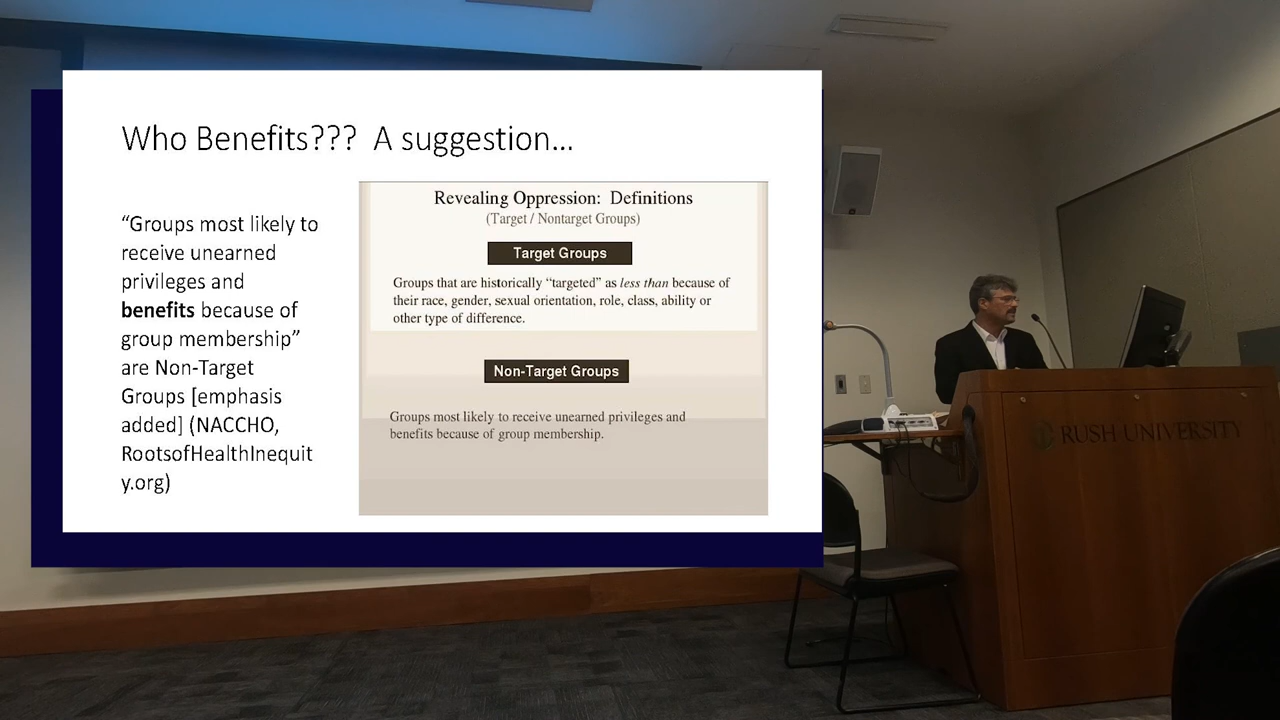 Who Benefits??? A suggestion...
“Groups most likely to
receive unearned
privileges and
benefits because of
group membership”
are Non-Target
Groups [emphasis
added] (NACCHO,
RootsofHealthInequit
y.org)
Revealing Oppression: Definitions
(Target / Nontarget Groups)
Target Groups
Groups that are historically “targeted” as less than because of
their race, gender, sexual orientation, role, class, ability or
other type of difference.
Non-Target Groups
Groups most likely to receive unearned privileges and
benefits because of group membership.
RUSH UNIVERSITY